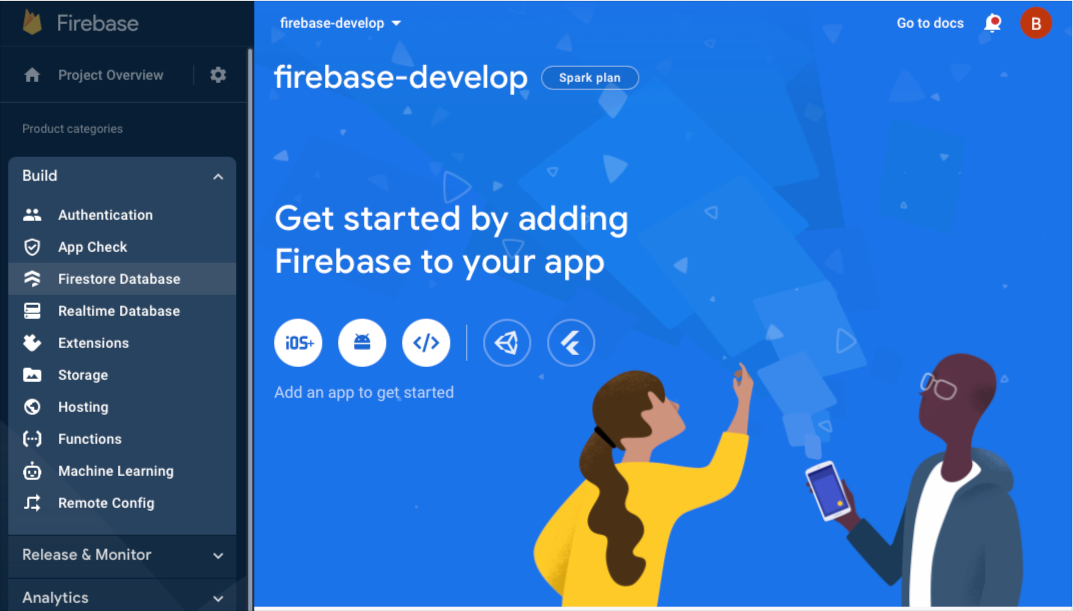 Firebase
firebase-develop
Go to docs
B
Project Overview
firebase-develop
Spark plan
Product categories
Build
Authentication
App Check
Firestore Database
Realtime Database
Extensions
Storage
Hosting
Functions
Machine Learning
Remote Config
Release & Monitor
Analytics
Get started by adding
Firebase to your app
iOS+
</>
Add an app to get started